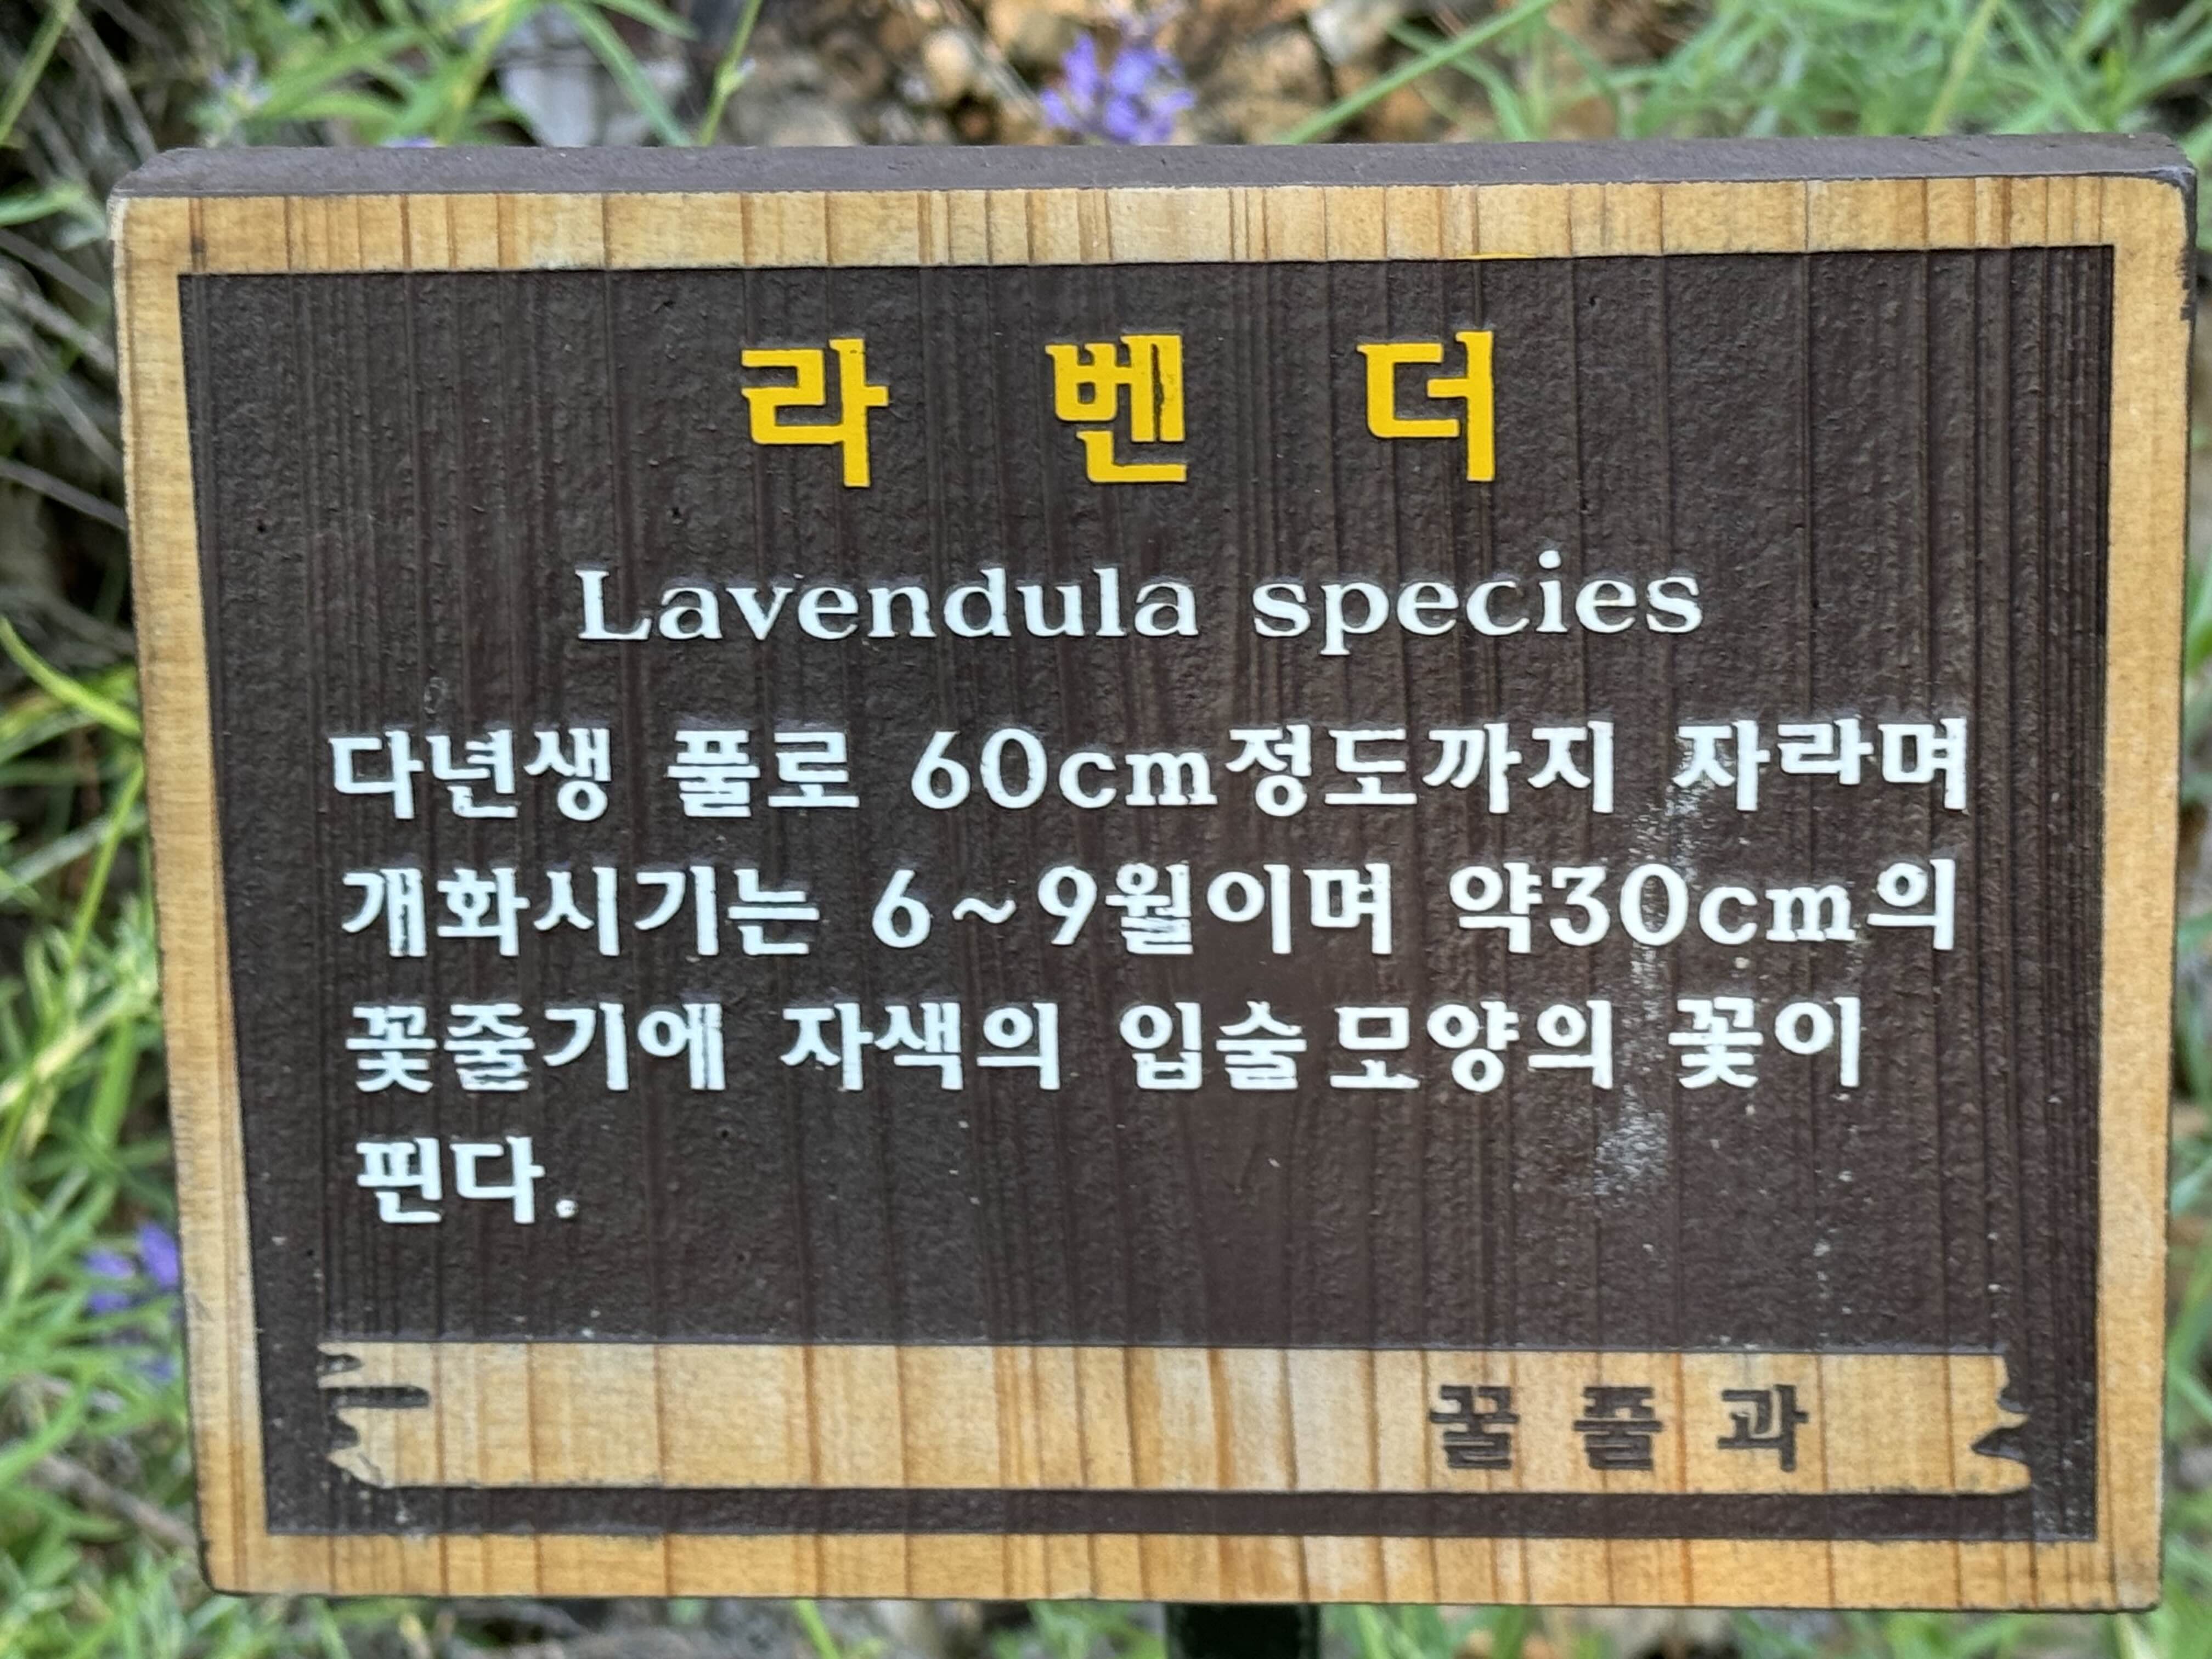 라 벤 더
Lavendula species
다년생 풀로 60cm정도까지 자라며
개화시기는 6~9월이며 약30cm의
꽃줄기에 자색의 입술모양의 꽃이
핀다.
꿀 풀 과